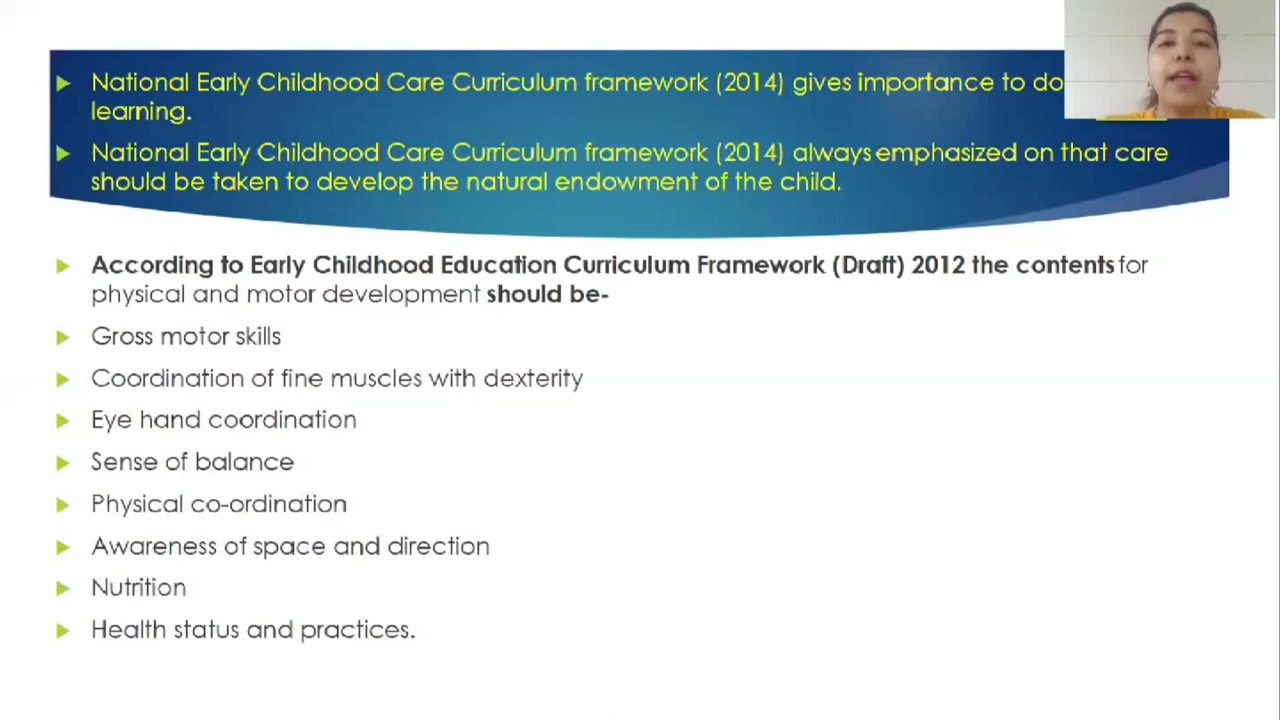 National Early Childhood Care Curriculum framework (2014) gives importance to do
learning.
National Early Childhood Care Curriculum framework (2014) always emphasized on that care
should be taken to develop the natural endowment of the child.
According to Early Childhood Education Curriculum Framework (Draft) 2012 the contents for
physical and motor development should be-
Gross motor skills
Coordination of fine muscles with dexterity
Eye hand coordination
Sense of balance
Physical co-ordination
Awareness of space and direction
Nutrition
Health status and practices.